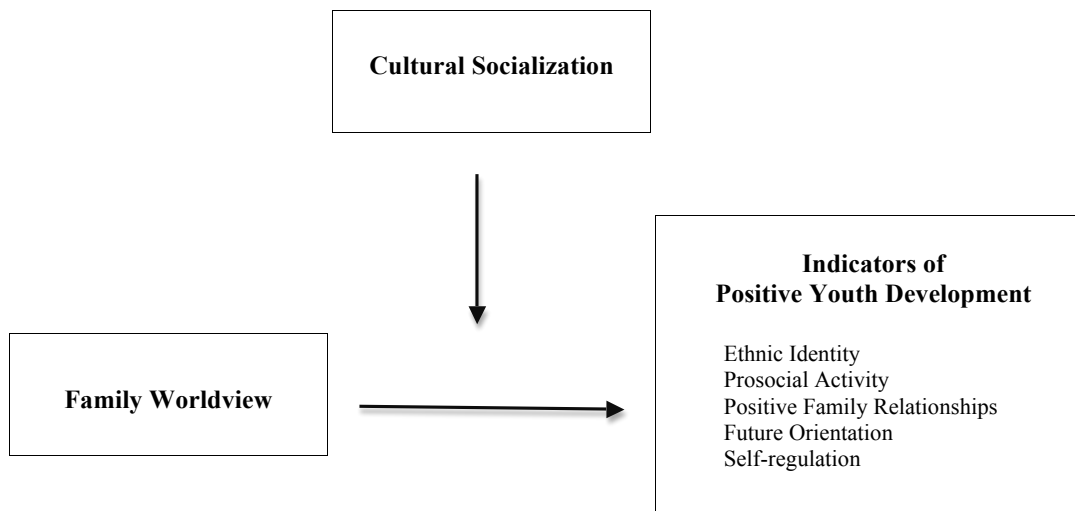 Cultural Socialization
Family Worldview
Indicators of
Positive Youth Development
Ethnic Identity
Prosocial Activity
Positive Family Relationships
Future Orientation
Self-regulation